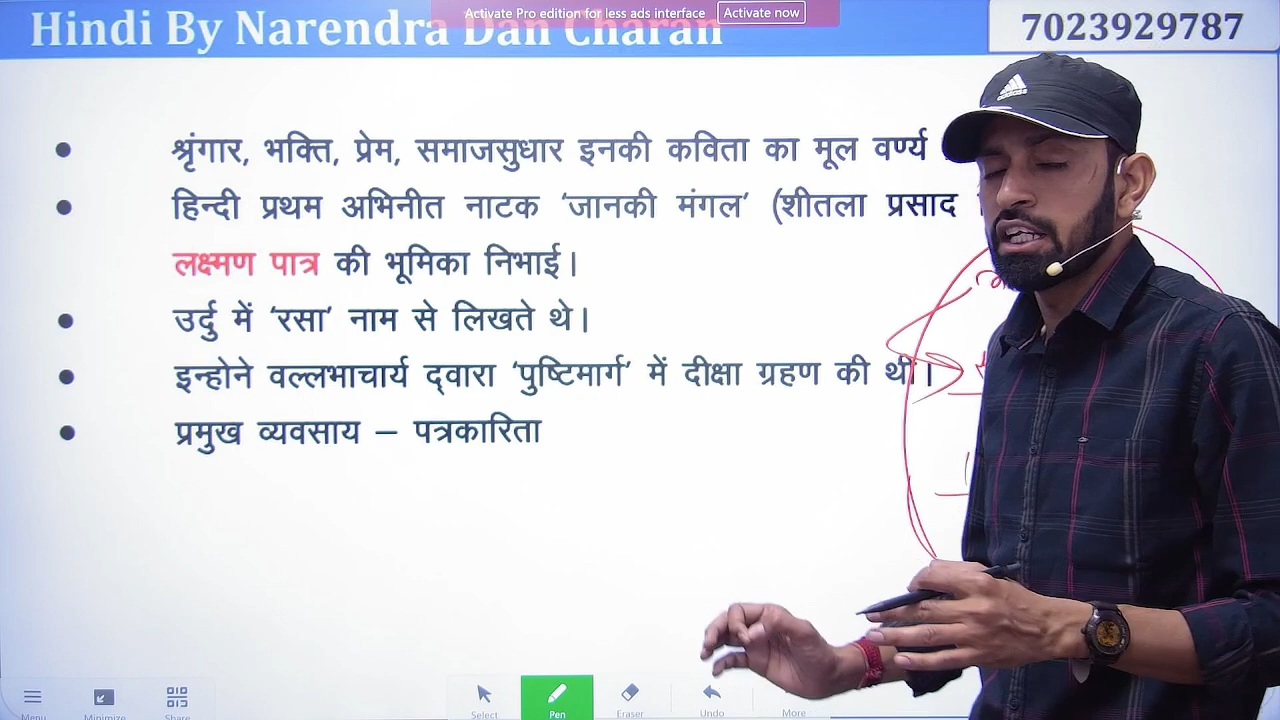 Hindi By Narendra Dan Charan
Activate Pro edition for less ads interface Activate now
7023929787
adidas
श्रृंगार, भक्ति, प्रेम, समाजसुधार इनकी कविता का मूल वर्ण्य
हिन्दी प्रथम अभिनीत नाटक ‘जानकी मंगल’ (शीतला प्रसाद
लक्ष्मण पात्र की भूमिका निभाई।
उर्दु में ‘रसा’ नाम से लिखते थे।
इन्होने वल्लभाचार्य द्वारा ‘पुष्टिमार्ग’ में दीक्षा ग्रहण की थी।
प्रमुख व्यवसाय – पत्रकारिता
Menu Minimize Share Select Pen Eraser Undo More